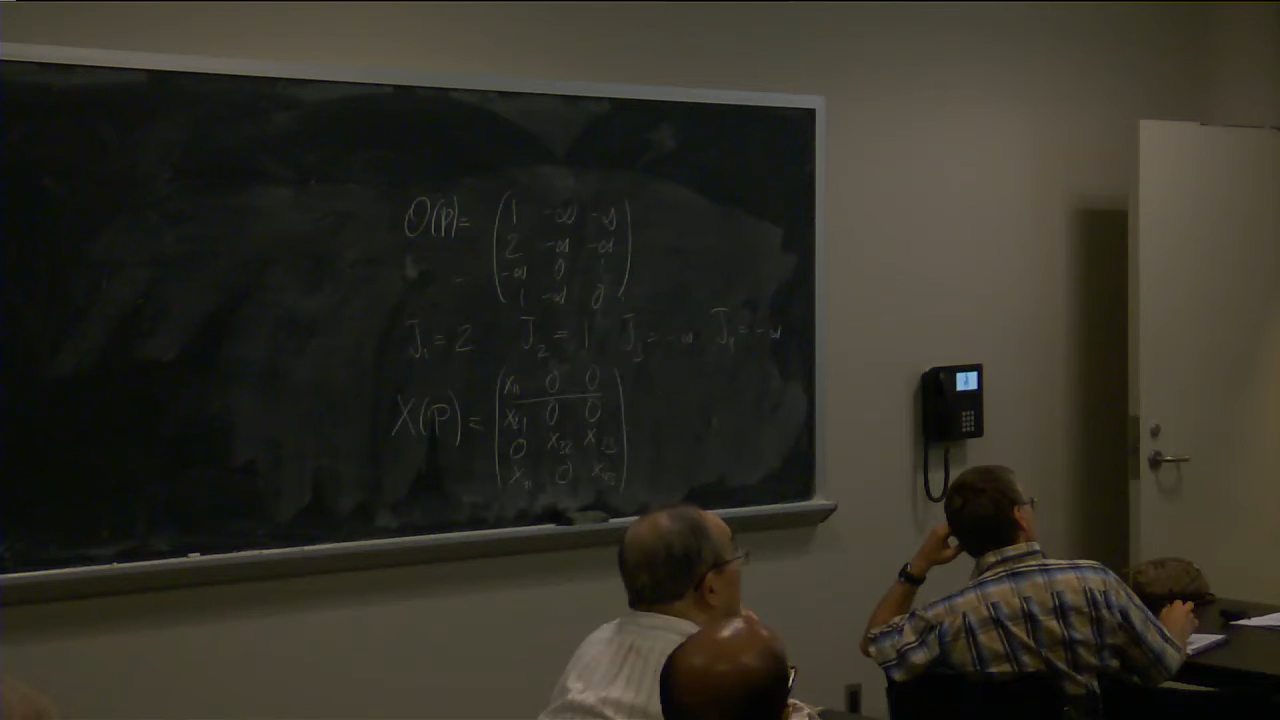 O(p)= ( 1 -∞ -∞
2 -∞ -∞
-∞ 0 1
1 -∞ 0 )
J₁ = 2 J₂ = 1 J₃ = -∞ J₄ = -∞
X(P) = ( x₁₁ 0 0
x₂₁ 0 0
0 x₃₂ x₃₃
x₄₁ 0 x₄₃ )